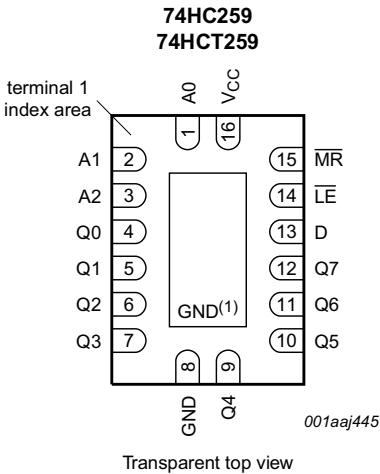 74HC259
74HCT259
terminal 1
index area
A0
VCC
1
16
A1 2
15 MR
A2 3
14 LE
Q0 4
13 D
Q1 5
12 Q7
Q2 6
11 Q6
GND(1)
Q3 7
10 Q5
8
9
GND
Q4
001aaj445
Transparent top view